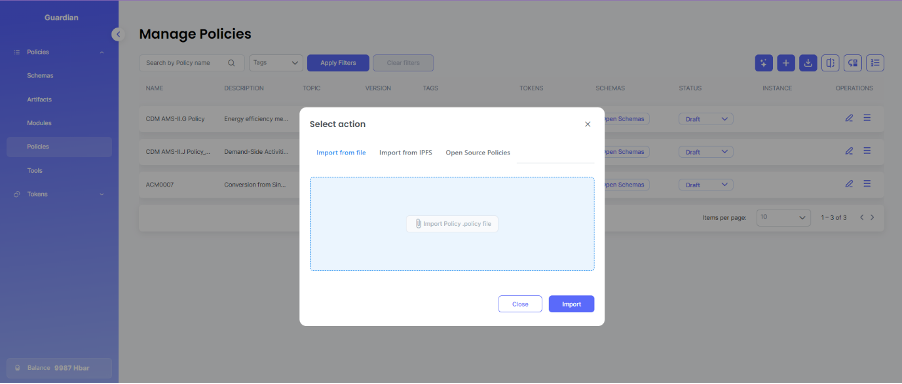 Guardian
Policies
Schemas
Artifacts
Modules
Policies
Tools
Tokens
Balance: 9987 Hbar
Manage Policies
Search by Policy name
Tags
Apply Filters
Clear filters
NAME DESCRIPTION TOPIC VERSION TAGS TOKENS SCHEMAS STATUS INSTANCE OPERATIONS
CDM AMS-II.G Policy Energy efficiency me... Open Schemas Draft
CDM AMS-II.J Policy_... Demand-Side Activiti... Open Schemas Draft
ACM0007 Conversion from Sin... Open Schemas Draft
Items per page: 10 1 - 3 of 3
Select action
Import from file Import from IPFS Open Source Policies
Import Policy .policy file
Close Import